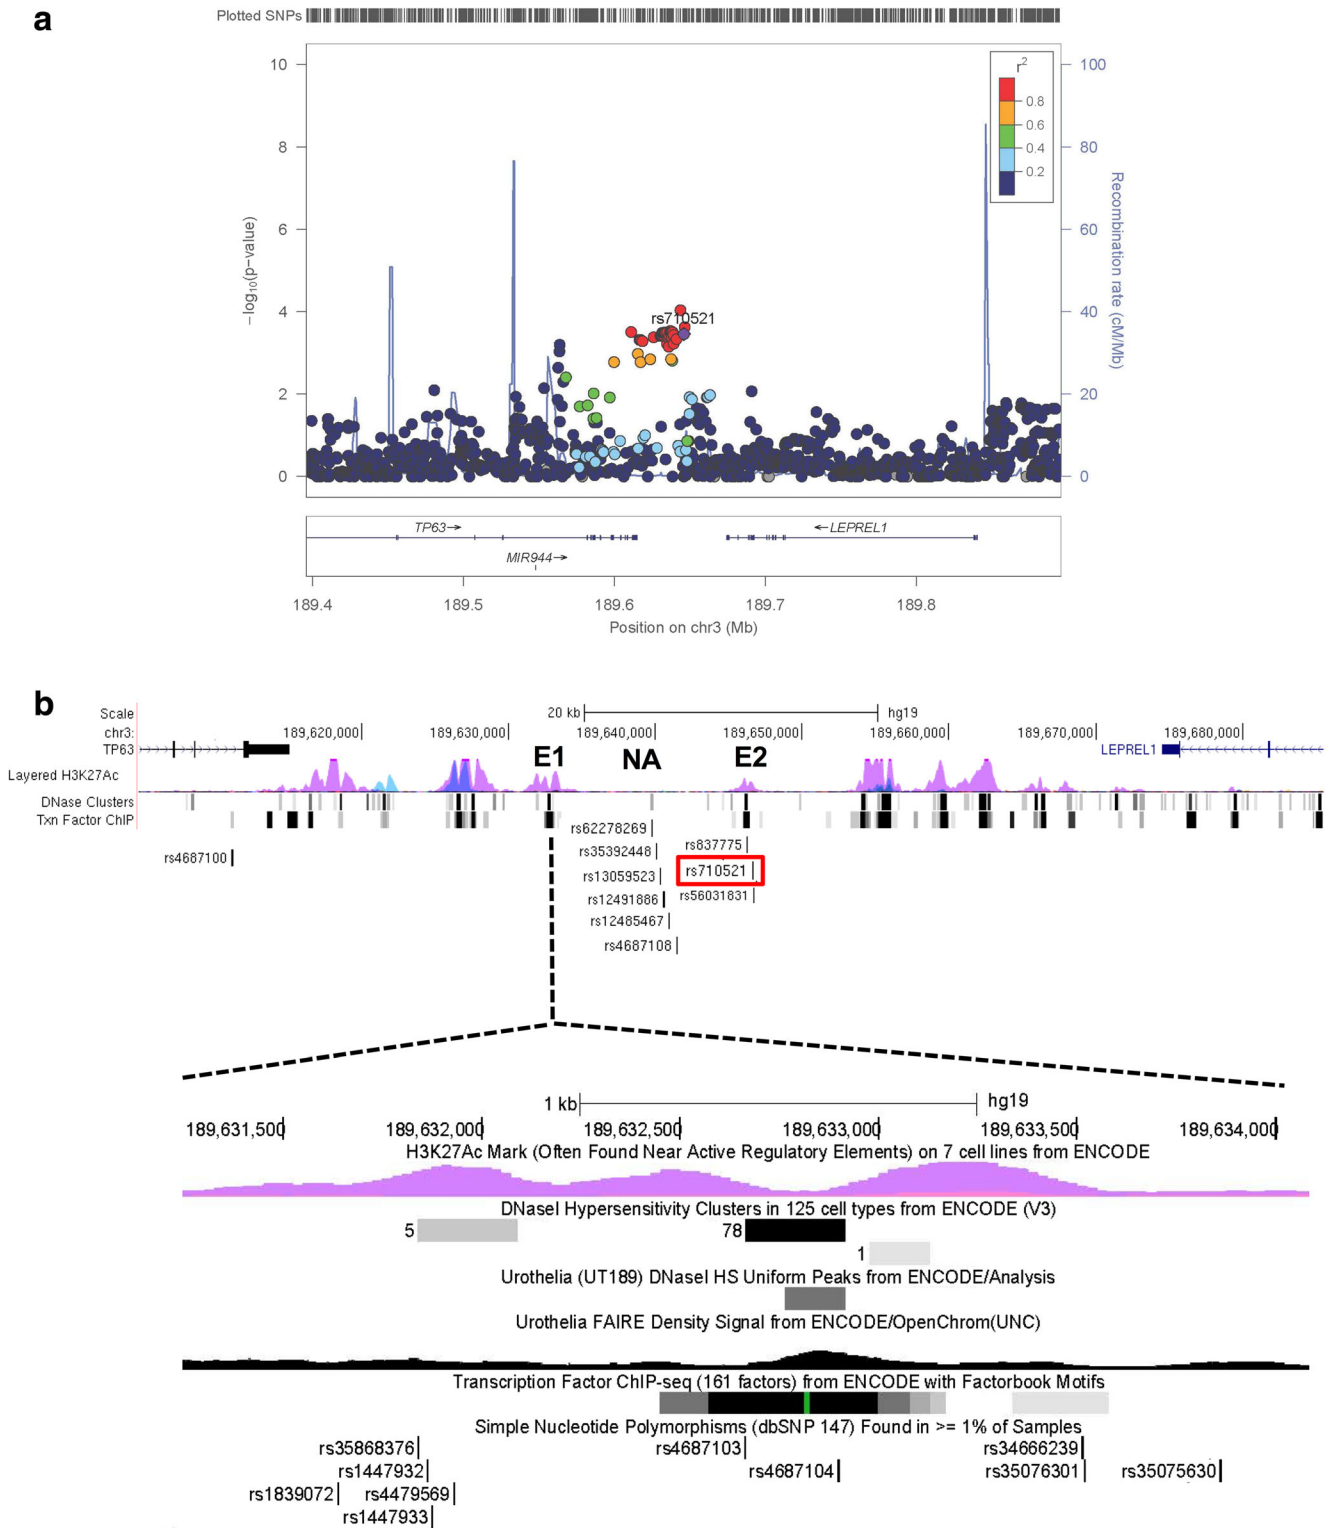 a
Plotted SNPs
10 100
8 80
6 60
4 40
2 20
0 0
−log10(p-value)
Recombination rate (cM/Mb)
r2
0.8
0.6
0.4
0.2
rs710521
TP63→
←LEPREL1
MIR944→
189.4 189.5 189.6 189.7 189.8
Position on chr3 (Mb)
b
Scale 20 kb hg19
chr3: 189,620,000 189,630,000 189,640,000 189,650,000 189,660,000 189,670,000 189,680,000
TP63 E1 NA E2 LEPREL1
Layered H3K27Ac
DNase Clusters
Txn Factor ChIP
rs62278269
rs837775
rs35392448
rs4687100
rs710521
rs13059523
rs56031831
rs12491886
rs12485467
rs4687108
1 kb hg19
189,631,500 189,632,000 189,632,500 189,633,000 189,633,500 189,634,000
H3K27Ac Mark (Often Found Near Active Regulatory Elements) on 7 cell lines from ENCODE
DNaseI Hypersensitivity Clusters in 125 cell types from ENCODE (V3)
5 78
1
Urothelia (UT189) DNaseI HS Uniform Peaks from ENCODE/Analysis
Urothelia FAIRE Density Signal from ENCODE/OpenChrom(UNC)
Transcription Factor ChIP-seq (161 factors) from ENCODE with Factorbook Motifs
Simple Nucleotide Polymorphisms (dbSNP 147) Found in >= 1% of Samples
rs35868376 rs4687103 rs34666239
rs1447932 rs4687104 rs35076301 rs35075630
rs1839072 rs4479569
rs1447933